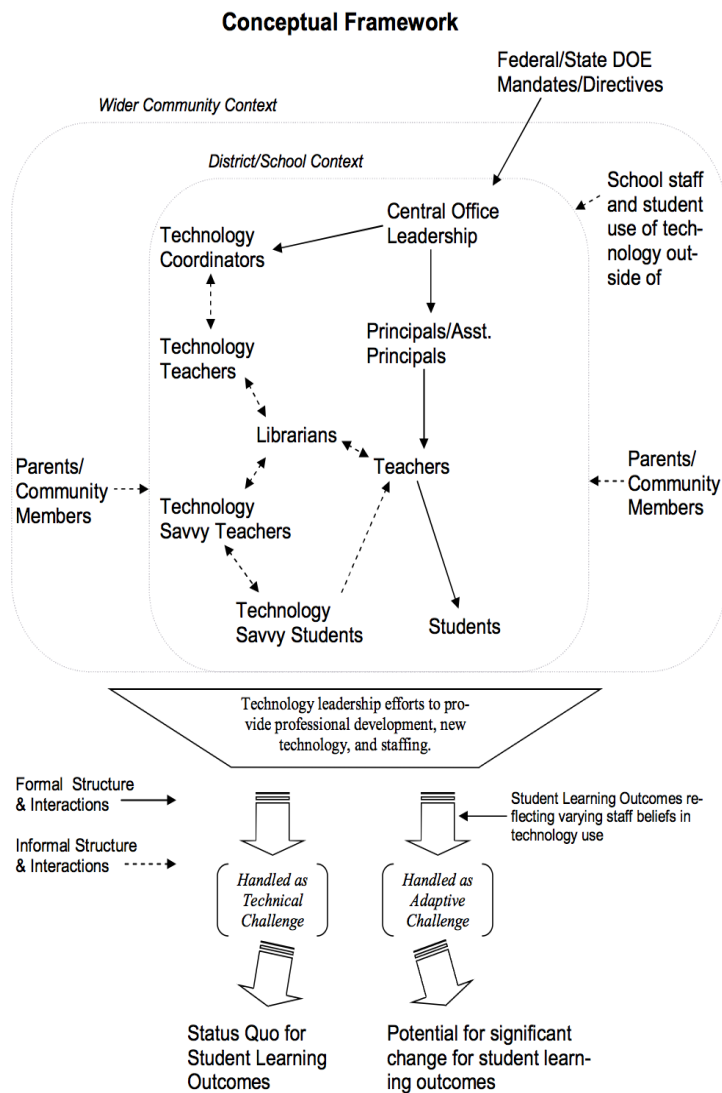 Conceptual Framework
Federal/State DOE
Mandates/Directives
Wider Community Context
District/School Context
School staff
and student
use of tech-
nology out-
side of
Central Office
Leadership
Technology
Coordinators
Principals/Asst.
Principals
Technology
Teachers
Librarians
Teachers
Parents/
Community
Members
Parents/
Community
Members
Technology
Savvy Teachers
Technology
Savvy Students
Students
Technology leadership efforts to pro-
vide professional development, new
technology, and staffing.
Formal Structure
& Interactions
Student Learning Outcomes re-
flecting varying staff beliefs in
technology use
Informal Structure
& Interactions
Handled as
Technical
Challenge
Handled as
Adaptive
Challenge
Status Quo for
Student Learning
Outcomes
Potential for significant
change for student learn-
ing outcomes